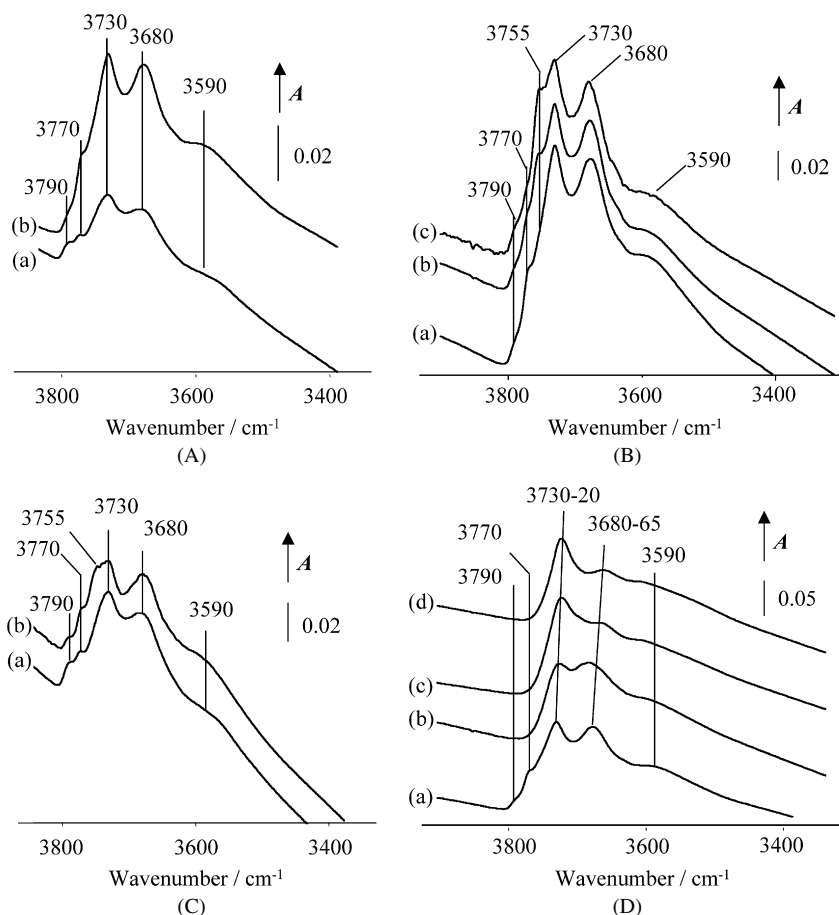 3730
3680
3590
3770
3790
A
0.02
(b)
(a)
3800 3600 3400
Wavenumber / cm-1
(A)
3755
3730
3680
3770
3790
3590
A
0.02
(c)
(b)
(a)
3800 3600 3400
Wavenumber / cm-1
(B)
3730
3755
3680
3770
3790
3590
A
0.02
(b)
(a)
3800 3600 3400
Wavenumber / cm-1
(C)
3730-20
3680-65
3770
3790
3590
A
0.05
(d)
(c)
(b)
(a)
3800 3600 3400
Wavenumber / cm-1
(D)